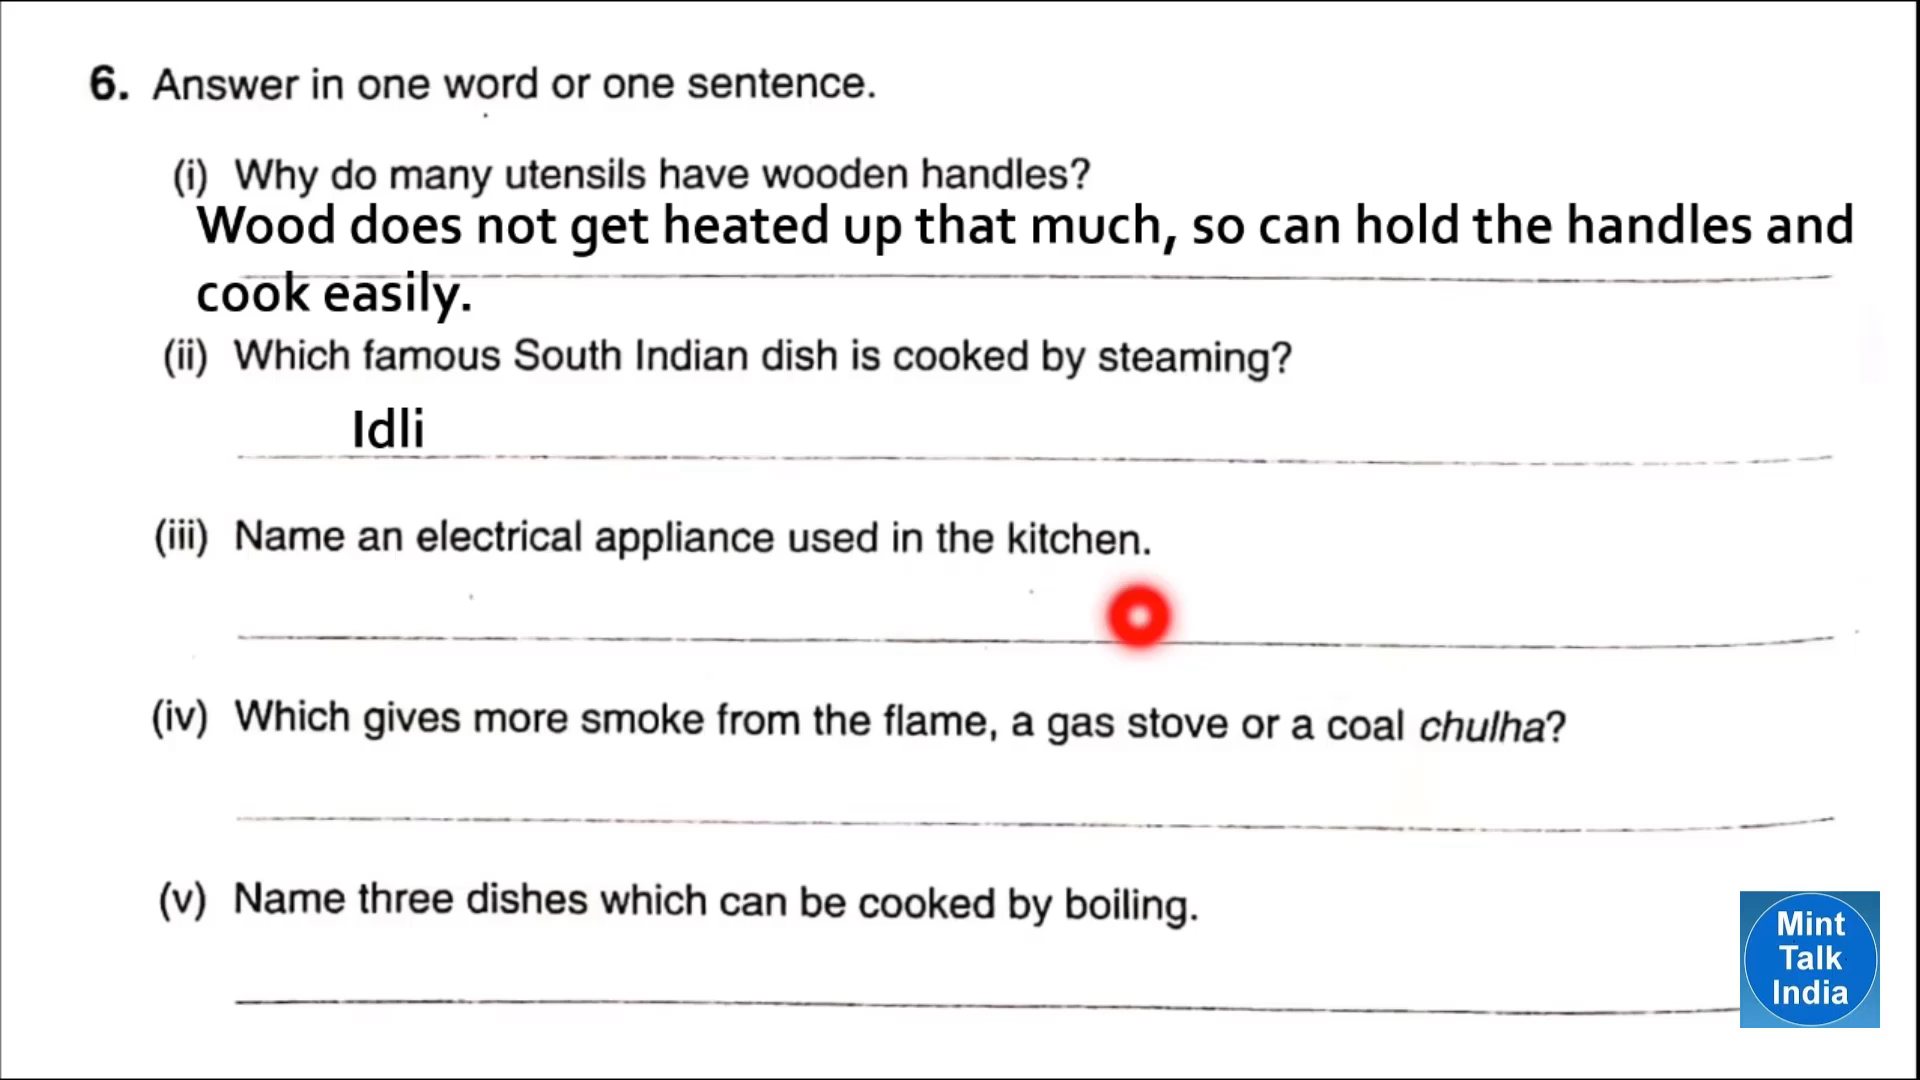 6. Answer in one word or one sentence.
(i) Why do many utensils have wooden handles?
Wood does not get heated up that much, so can hold the handles and
cook easily.
(ii) Which famous South Indian dish is cooked by steaming?
Idli
(iii) Name an electrical appliance used in the kitchen.
(iv) Which gives more smoke from the flame, a gas stove or a coal chulha?
(v) Name three dishes which can be cooked by boiling.
Mint
Talk
India